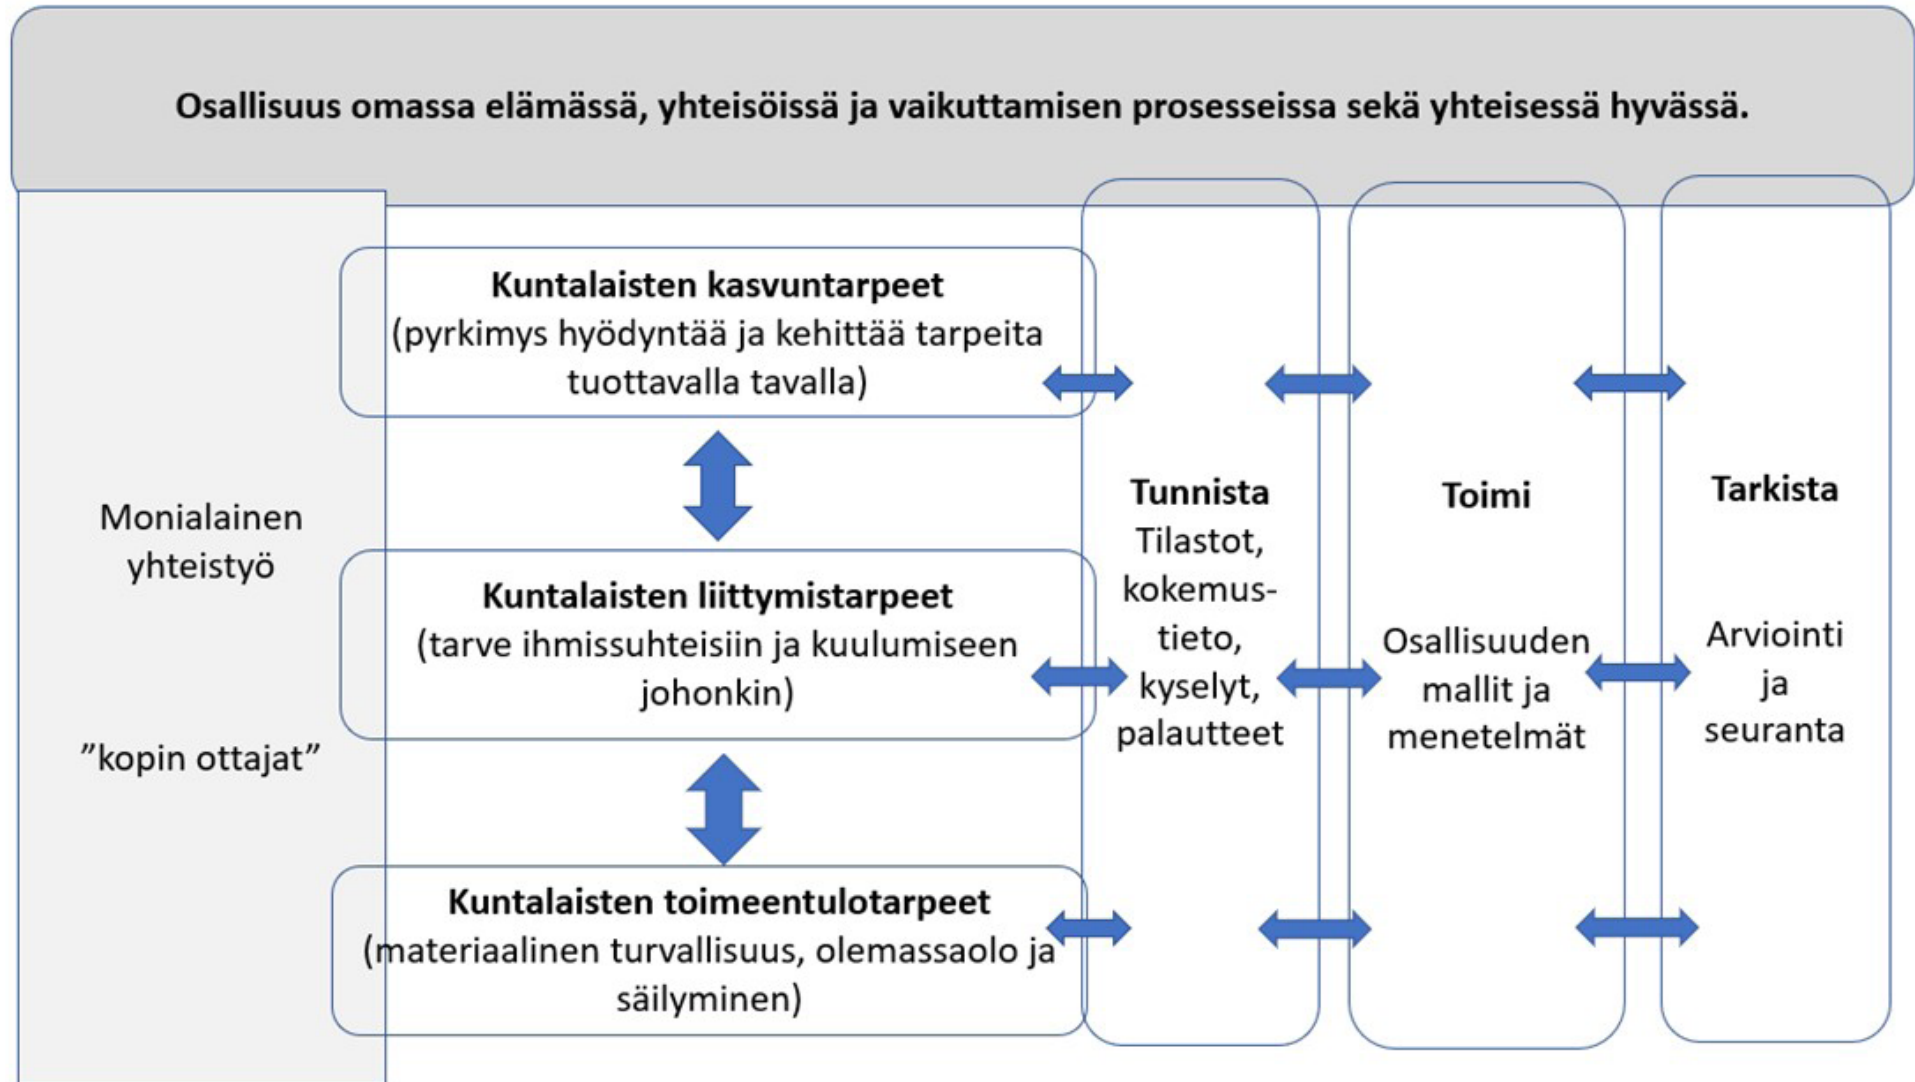 Osallisuus omassa elämässä, yhteisöissä ja vaikuttamisen prosesseissa sekä yhteisessä hyvässä.
Monialainen
yhteistyö
”kopin ottajat”
Kuntalaisten kasvuntarpeet
(pyrkimys hyödyntää ja kehittää tarpeita
tuottavalla tavalla)
Kuntalaisten liittymistarpeet
(tarve ihmissuhteisiin ja kuulumiseen
johonkin)
Kuntalaisten toimeentulotarpeet
(materiaalinen turvallisuus, olemassaolo ja
säilyminen)
Tunnista
Tilastot,
kokemus-
tieto,
kyselyt,
palautteet
Toimi
Osallisuuden
mallit ja
menetelmät
Tarkista
Arviointi
ja
seuranta